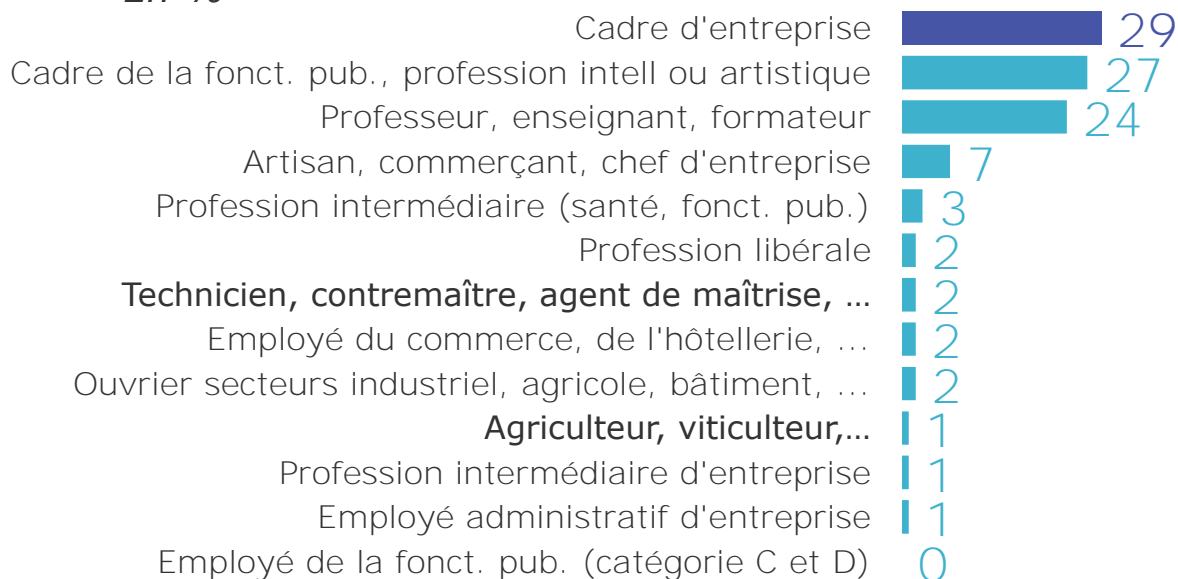 En %
Cadre d'entreprise 29
Cadre de la fonct. pub., profession intell ou artistique 27
Professeur, enseignant, formateur 24
Artisan, commerçant, chef d'entreprise 7
Profession intermédiaire (santé, fonct. pub.) 3
Profession libérale 2
Technicien, contremaître, agent de maîtrise, … 2
Employé du commerce, de l'hôtellerie, … 2
Ouvrier secteurs industriel, agricole, bâtiment, … 2
Agriculteur, viticulteur,… 1
Profession intermédiaire d'entreprise 1
Employé administratif d'entreprise 1
Employé de la fonct. pub. (catégorie C et D) 0